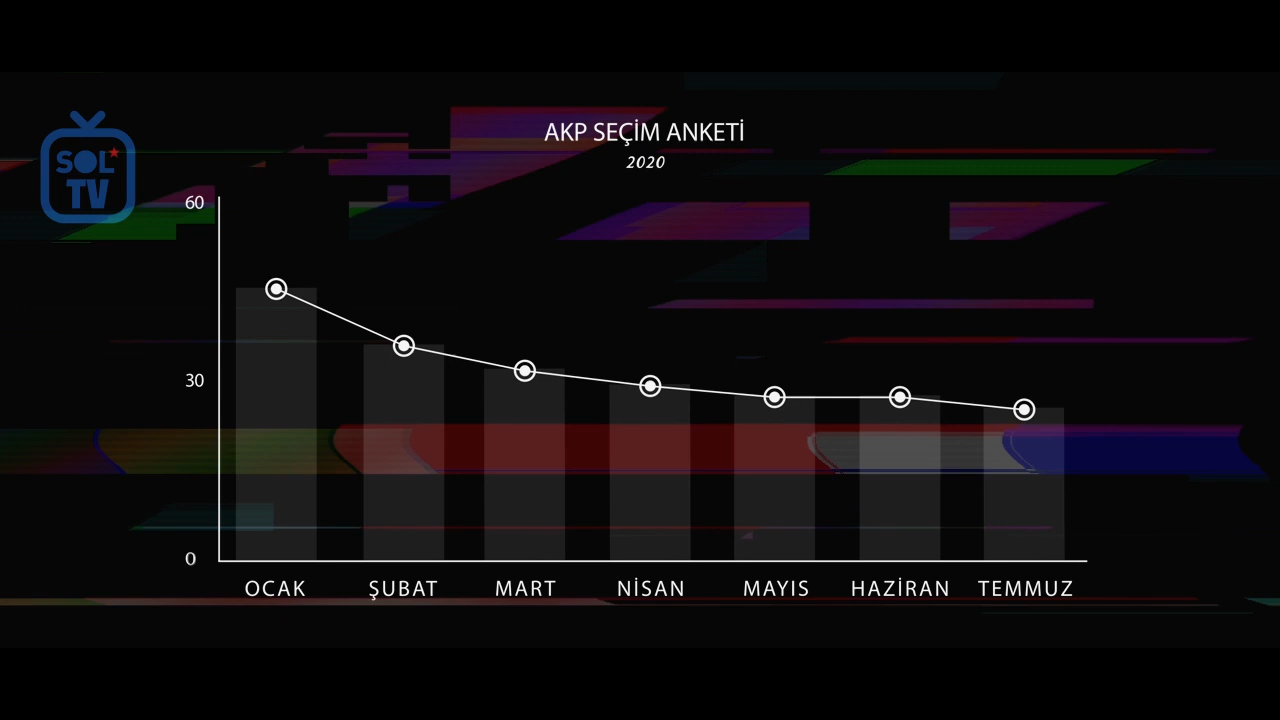 AKP SEÇİM ANKETİ
2020
SOL
TV
60
30
0
OCAK ŞUBAT MART NİSAN MAYIS HAZİRAN TEMMUZ